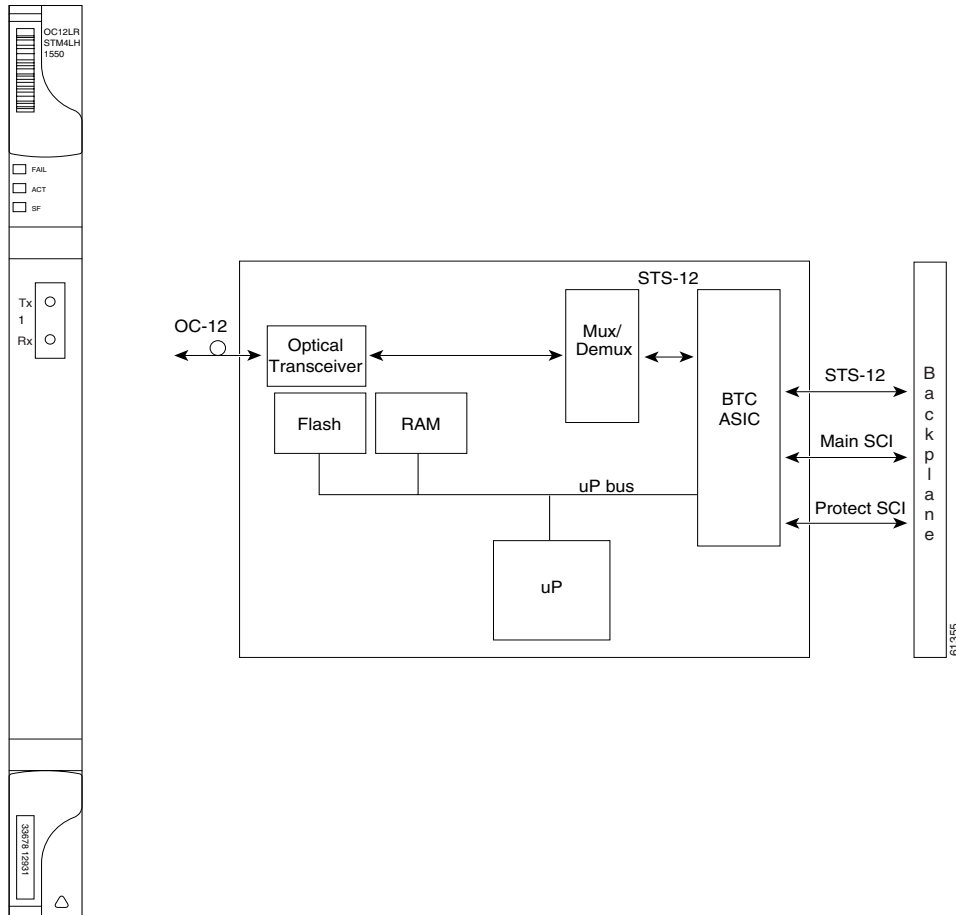 OC12LR
STM4LH
1550
FAIL
ACT
SF
Tx
1
Rx
33678 12931
OC-12
Optical
Transceiver
Flash
RAM
uP bus
uP
Mux/
Demux
STS-12
BTC
ASIC
STS-12
Main SCI
Protect SCI
Backplane
61355